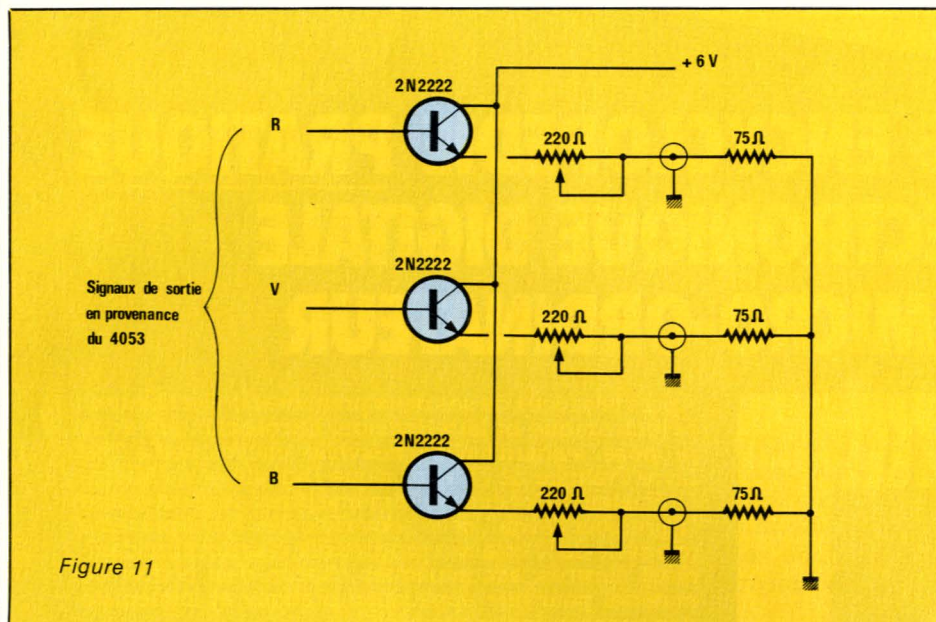 + 6 V
2N2222
R
220 Ω
75 Ω
2N2222
Signaux de sortie
en provenance
du 4053
V
220 Ω
75 Ω
2N2222
B
220 Ω
75 Ω
Figure 11